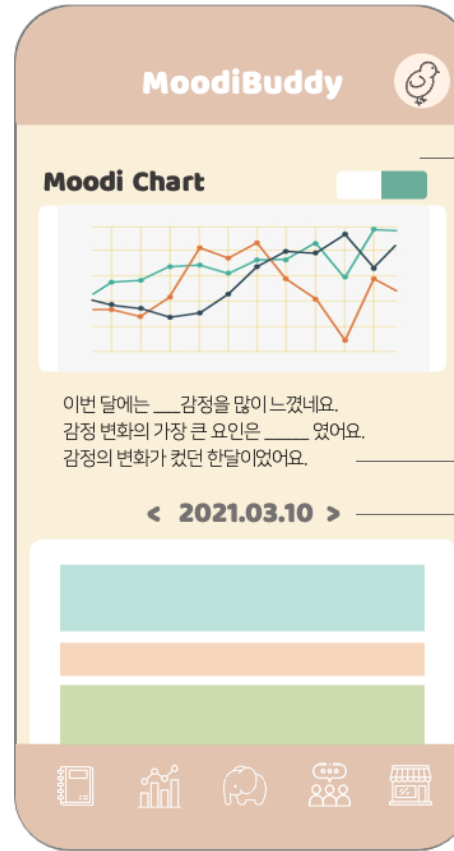 MoodiBuddy
Moodi Chart
이번 달에는 ___감정을 많이 느꼈네요.
감정 변화의 가장 큰 요인은 _____ 였어요.
감정의 변화가 컸던 한달이었어요.
< 2021.03.10 >